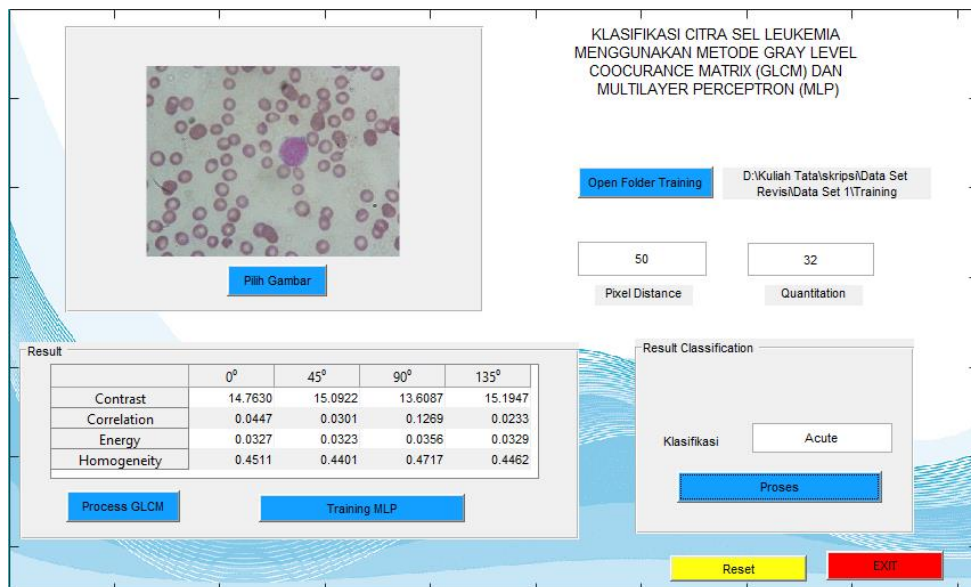 KLASIFIKASI CITRA SEL LEUKEMIA
MENGGUNAKAN METODE GRAY LEVEL
COOCURANCE MATRIX (GLCM) DAN
MULTILAYER PERCEPTRON (MLP)
Pilih Gambar
Open Folder Training
D:\Kuliah Tata\skripsi\Data Set
Revisi\Data Set 1\Training
50 32
Pixel Distance Quantitation
Result
0⁰ 45⁰ 90⁰ 135⁰
Contrast 14.7630 15.0922 13.6087 15.1947
Correlation 0.0447 0.0301 0.1269 0.0233
Energy 0.0327 0.0323 0.0356 0.0329
Homogeneity 0.4511 0.4401 0.4717 0.4462
Process GLCM Training MLP
Result Classification
Klasifikasi Acute
Proses
Reset EXIT